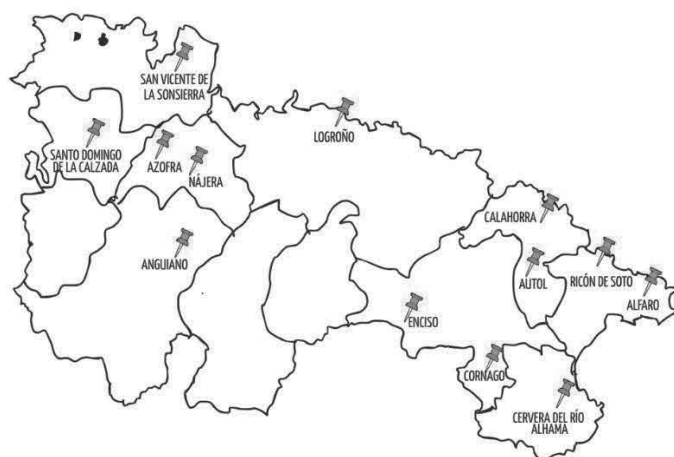 SAN VICENTE DE
LA SONSIERRA
LOGROÑO
SANTO DOMINGO
DE LA CALZADA
AZOFRA
NÁJERA
CALAHORRA
ANGUIANO
AUTOL
RICÓN DE SOTO
ALFARO
ENCISO
CORNAGO
CERVERA DEL RÍO
ALHAMA